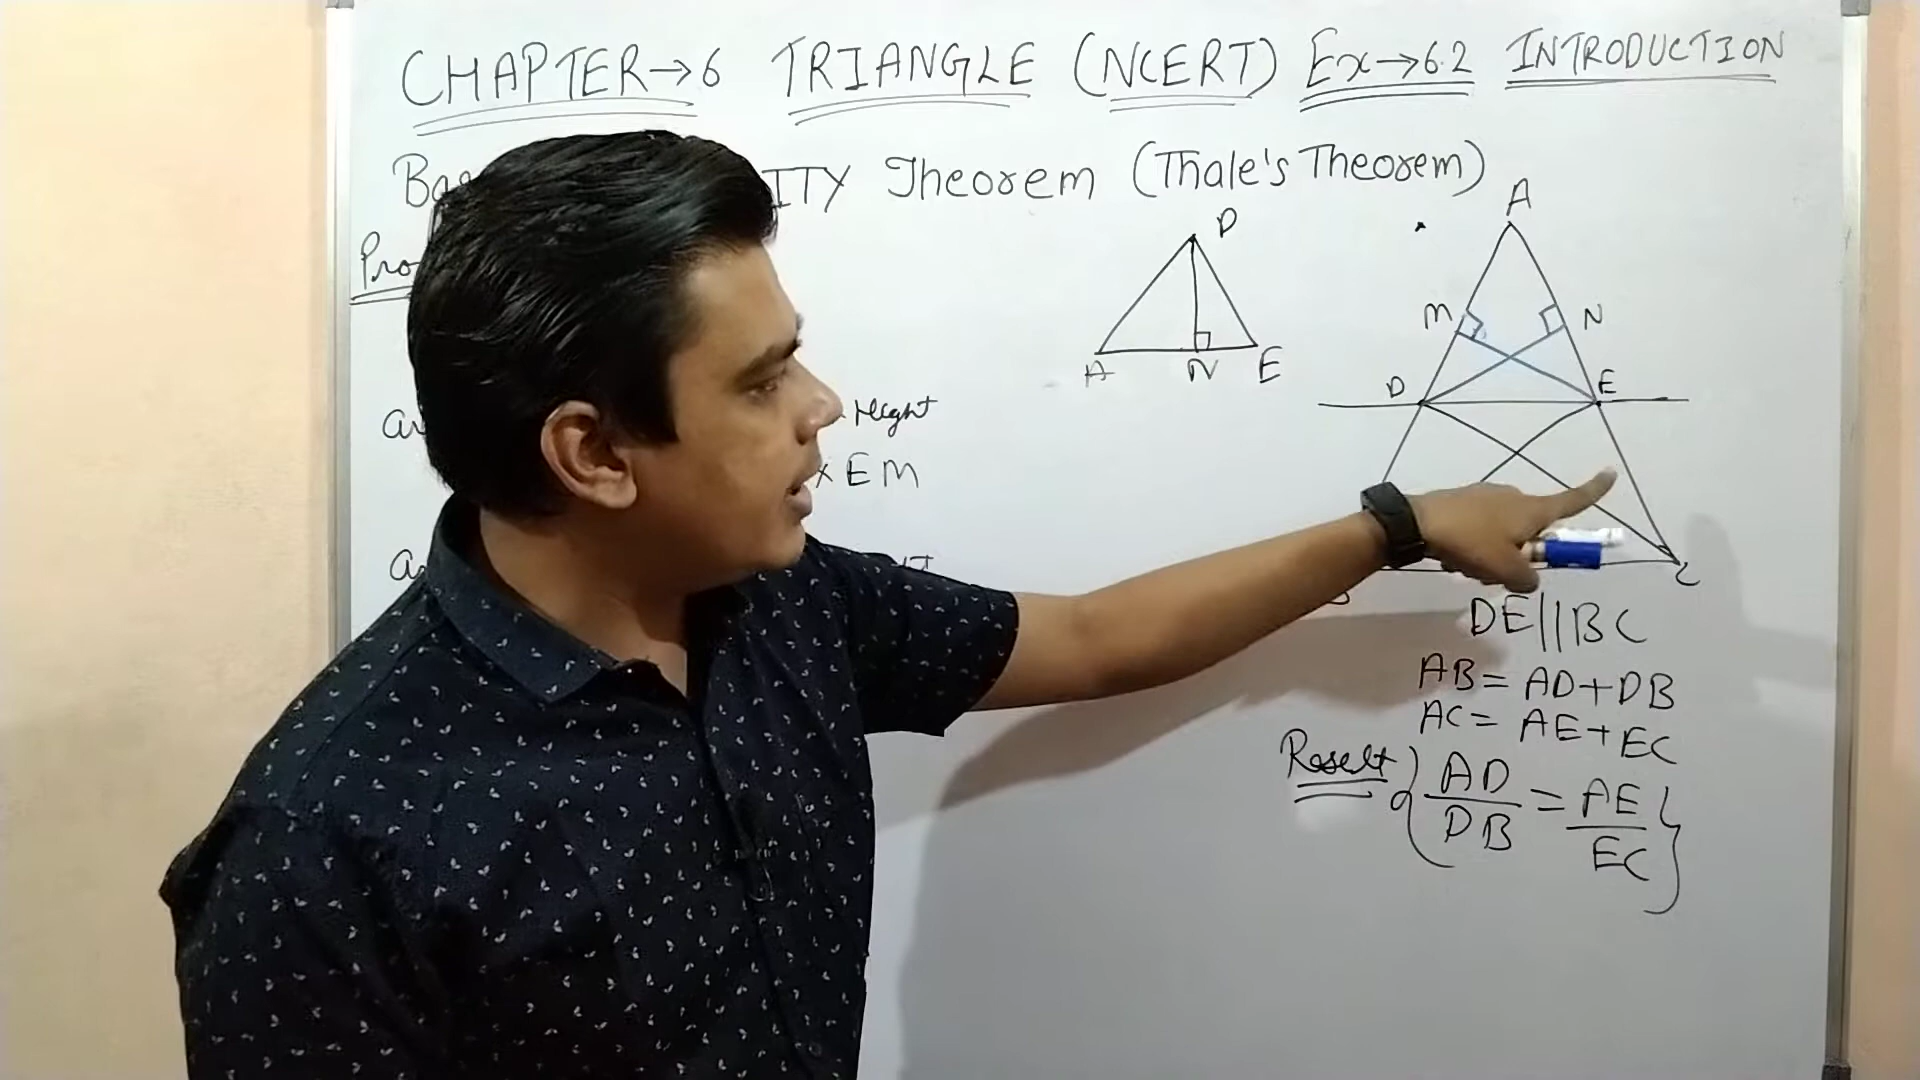 CHAPTER→6 TRIANGLE (NCERT) Ex→6.2 INTRODUCTION
ITY Theorem (Thale's Theorem)
A
D
M N
A N E
D E
Height
× EM
C
DE||BC
AB= AD+DB
AC= AE+EC
Result { AD/DB = AE/EC }